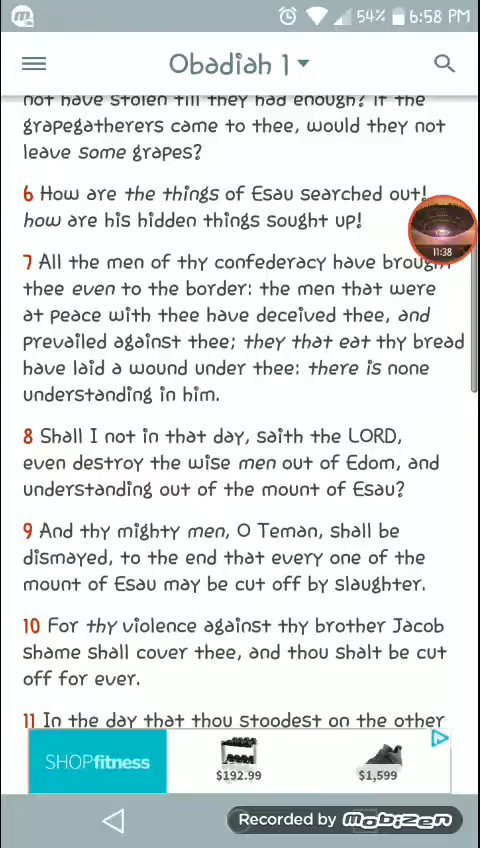 54% 6:58 PM
Obadiah 1
not have stolen till they had enough? if the
grapegatherers came to thee, would they not
leave some grapes?
6 How are the things of Esau searched out!
how are his hidden things sought up!
11:38
7 All the men of thy confederacy have brought
thee even to the border: the men that were
at peace with thee have deceived thee, and
prevailed against thee; they that eat thy bread
have laid a wound under thee: there is none
understanding in him.
8 Shall I not in that day, saith the LORD,
even destroy the wise men out of Edom, and
understanding out of the mount of Esau?
9 And thy mighty men, O Teman, shall be
dismayed, to the end that every one of the
mount of Esau may be cut off by slaughter.
10 For thy violence against thy brother Jacob
shame shall cover thee, and thou shalt be cut
off for ever.
11 In the day that thou stoodest on the other
SHOPfitness
$192.99
$1,599
Recorded by mobizen